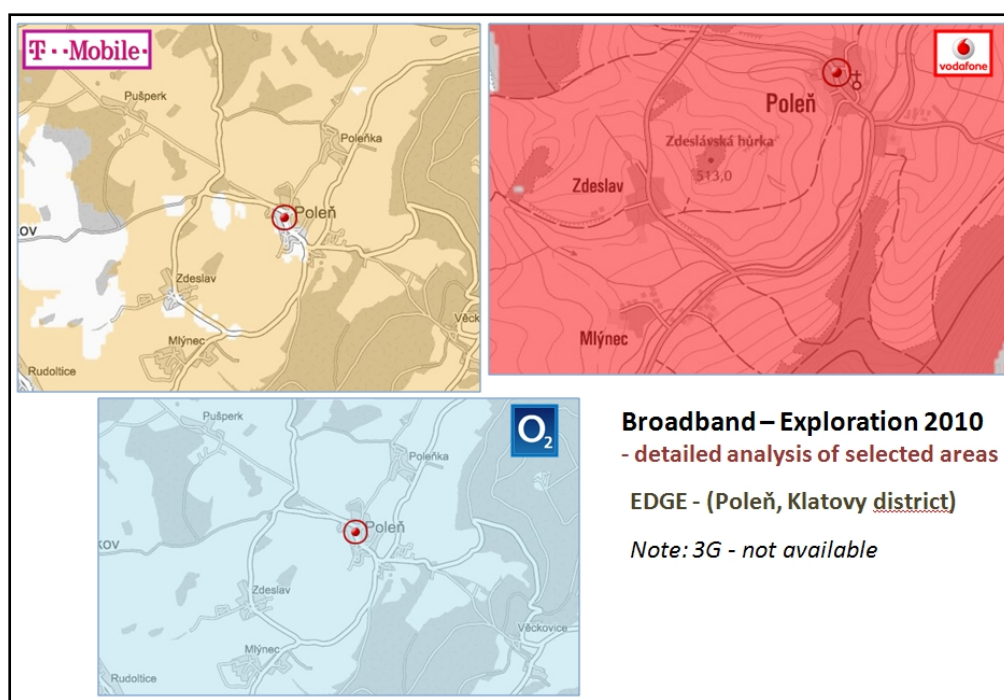 T··Mobile·
Pušperk
Poleňka
Poleň
ov
Zdeslav
Mlýnec
Věck
Rudoltice
vodafone
Poleň
Zdeslávská hůrka
513,0
Zdeslav
Mlýnec
O2
Pušperk
Poleňka
Poleň
kov
Zdeslav
Věckovice
Mlýnec
Rudoltice
Broadband – Exploration 2010
- detailed analysis of selected areas
EDGE - (Poleň, Klatovy district)
Note: 3G - not available